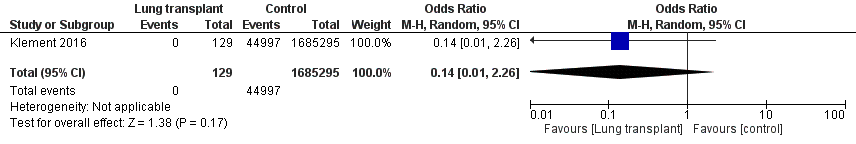 Lung transplant Control Odds Ratio Odds Ratio
Study or Subgroup Events Total Events Total Weight M-H, Random, 95% CI M-H, Random, 95% CI
Klement 2016 0 129 44997 1685295 100.0% 0.14 [0.01, 2.26]
Total (95% CI) 129 1685295 100.0% 0.14 [0.01, 2.26]
Total events 0 44997
Heterogeneity: Not applicable
Test for overall effect: Z = 1.38 (P = 0.17)
0.01 0.1 1 10 100
Favours [Lung transplant] Favours [control]